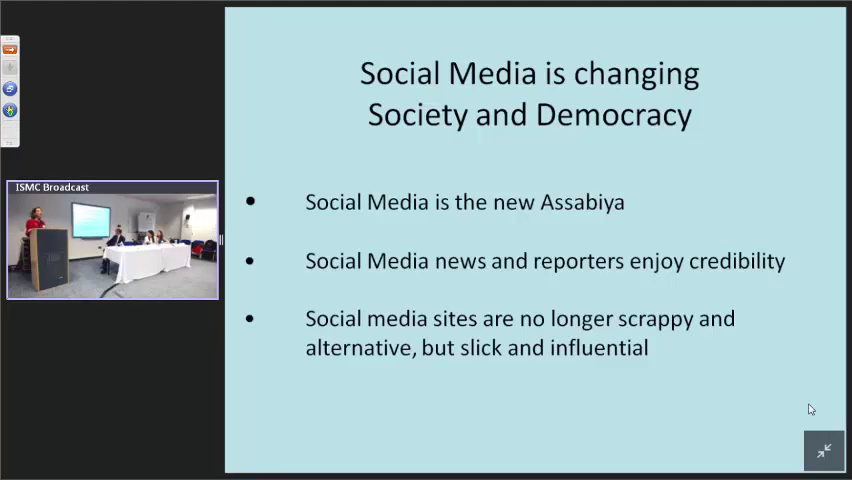 ISMC Broadcast
Social Media is changing
Society and Democracy
• Social Media is the new Assabiya
• Social Media news and reporters enjoy credibility
• Social media sites are no longer scrappy and
alternative, but slick and influential